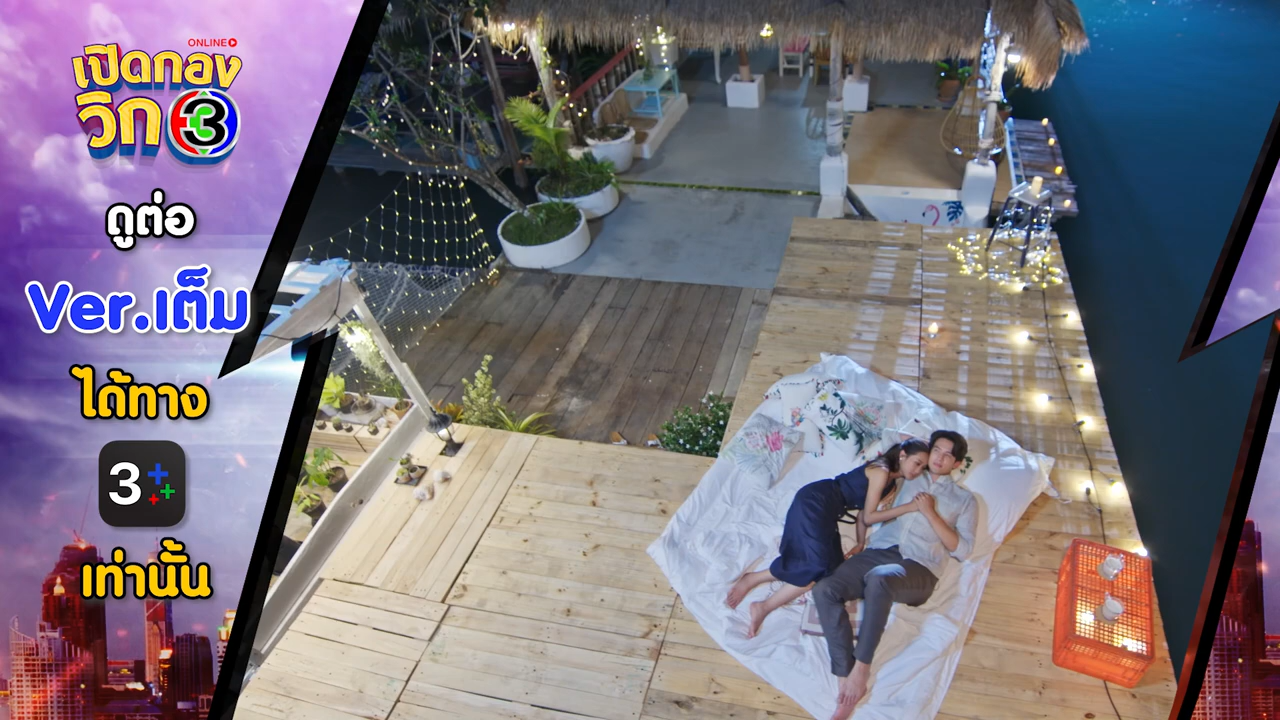 ONLINE
เปิดกอง
วิก 3
ดูต่อ
Ver.เต็ม
ได้ทาง
3
เท่านั้น